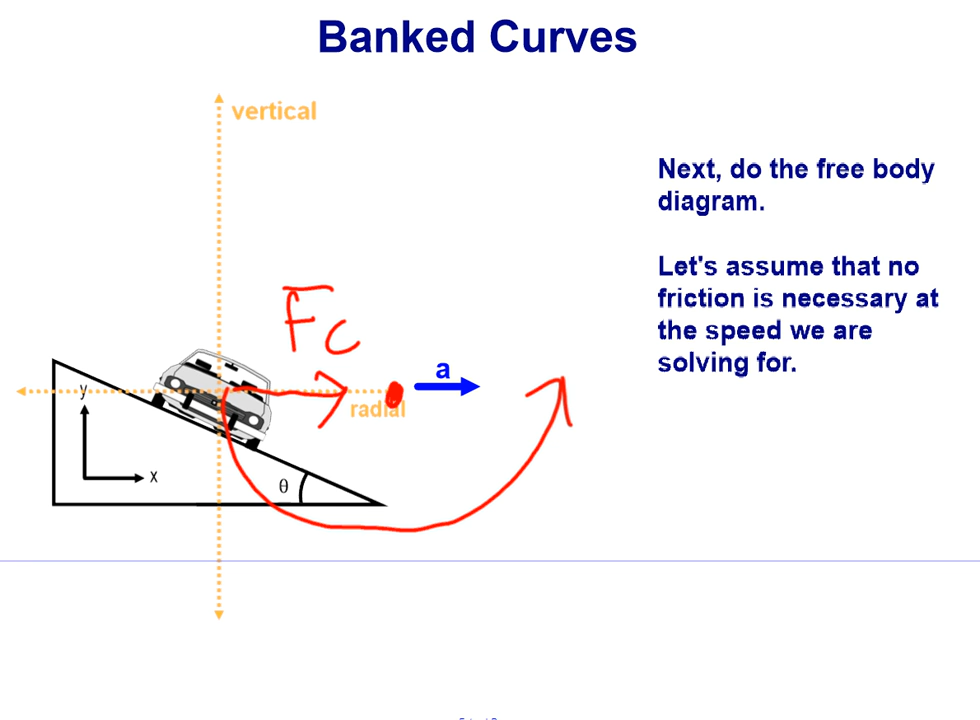 Banked Curves
vertical
Next, do the free body
diagram.
Let's assume that no
friction is necessary at
the speed we are
solving for.
Fc
a
y
radial
x
θ